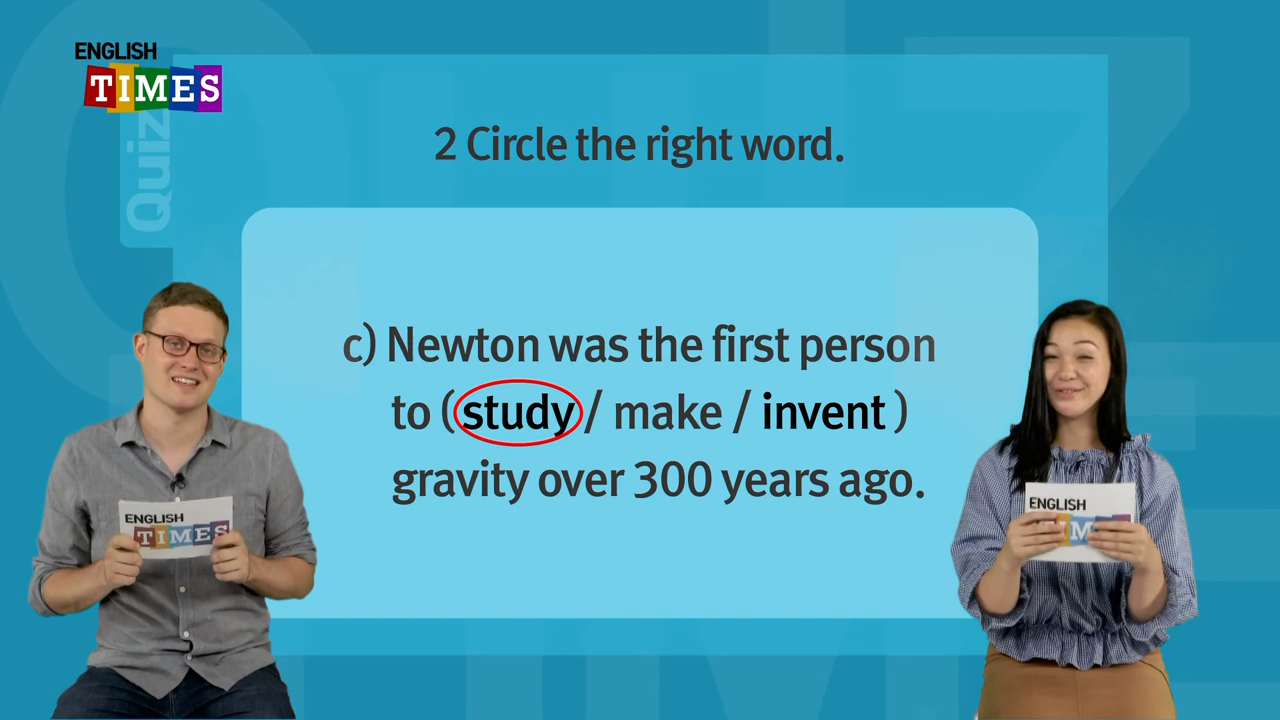 ENGLISH
TIMES
Quiz
2 Circle the right word.
c) Newton was the first person
to (study / make / invent )
gravity over 300 years ago.
ENGLISH
TIMES
ENGLISH
TIM